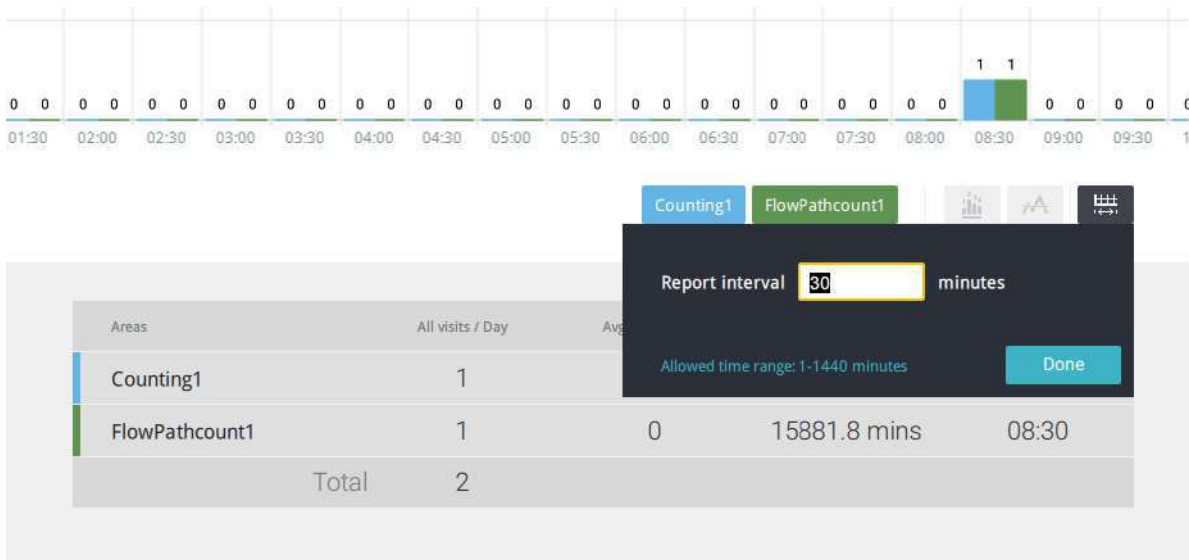 1 1
0 0 0 0 0 0 0 0 0 0 0 0 0 0 0 0 0 0 0 0 0 0 0 0 0 0 0 0 0 0 0 0
01:30 02:00 02:30 03:00 03:30 04:00 04:30 05:00 05:30 06:00 06:30 07:00 07:30 08:00 08:30 09:00 09:30
Counting1 FlowPathcount1
Report interval 30 minutes
Areas All visits / Day
Allowed time range: 1-1440 minutes Done
Counting1 1
FlowPathcount1 1 0 15881.8 mins 08:30
Total 2